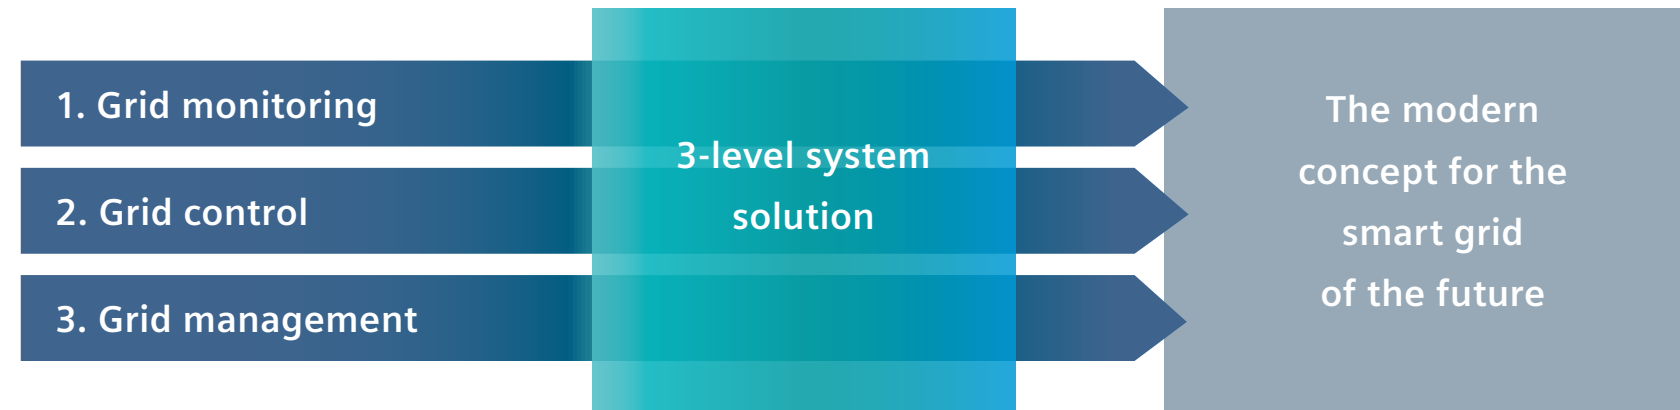 1. Grid monitoring
2. Grid control
3. Grid management
3-level system
solution
The modern
concept for the
smart grid
of the future